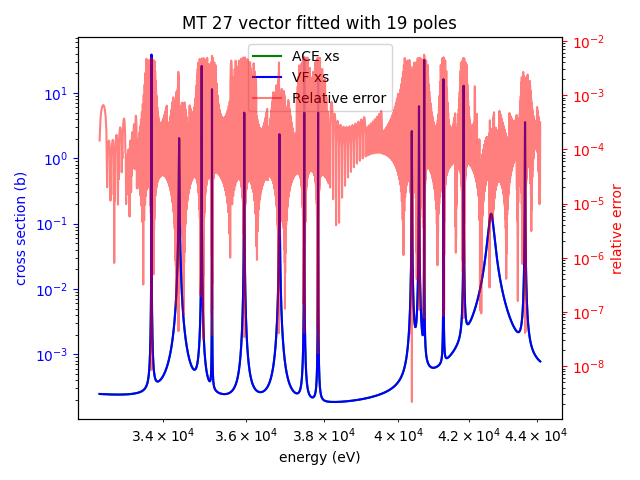 MT 27 vector fitted with 19 poles
ACE xs
VF xs
Relative error
cross section (b)
10¹
10⁰
10⁻¹
10⁻²
10⁻³
10⁻²
10⁻³
10⁻⁴
10⁻⁵
10⁻⁶
10⁻⁷
10⁻⁸
relative error
3.4 × 10⁴ 3.6 × 10⁴ 3.8 × 10⁴ 4 × 10⁴ 4.2 × 10⁴ 4.4 × 10⁴
energy (eV)